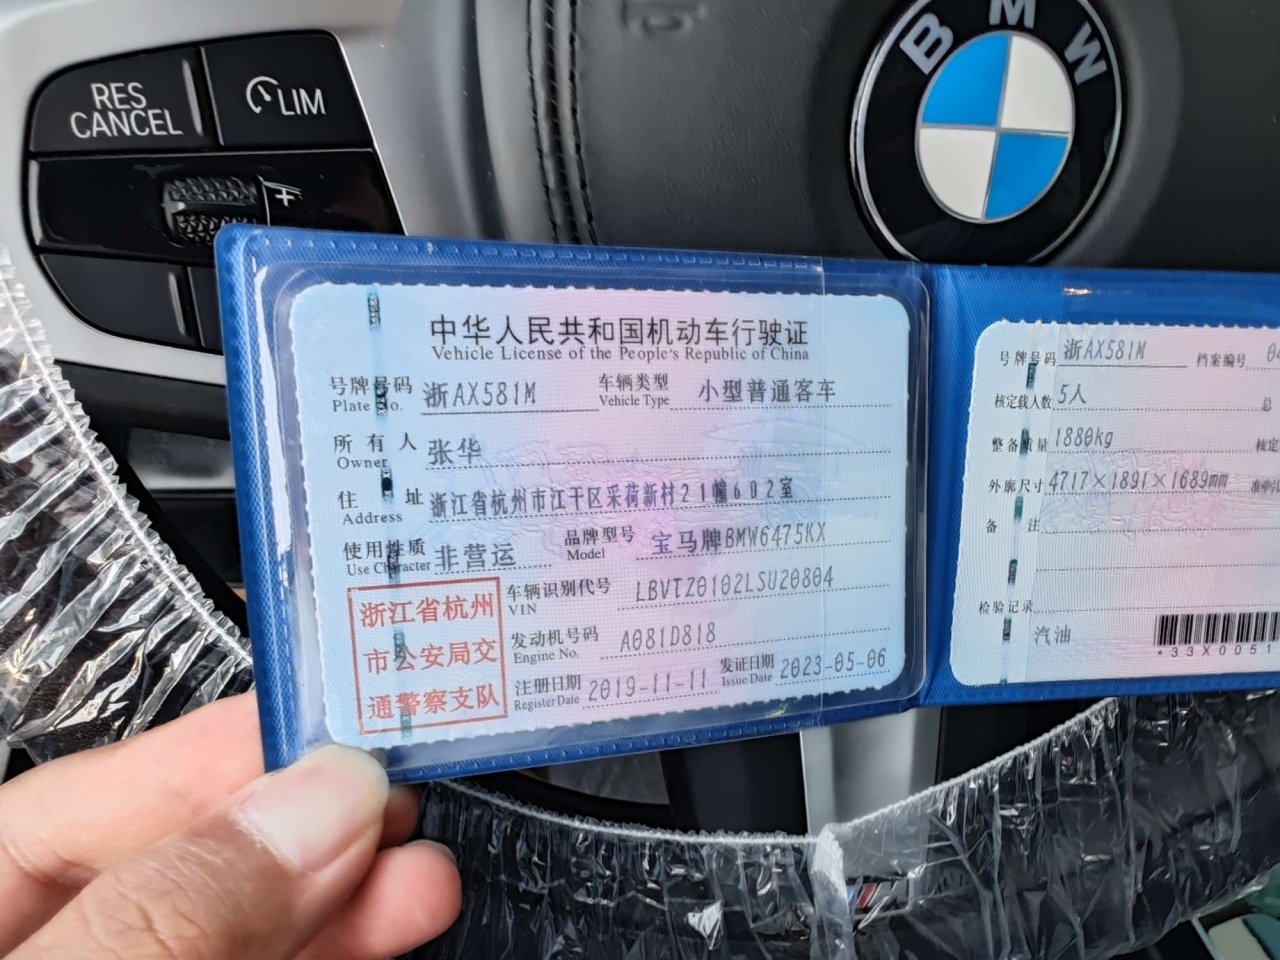 RES
CANCEL
LIM
+
BMW
中华人民共和国机动车行驶证
Vehicle License of the People's Republic of China
号牌号码 浙AX581M 车辆类型 小型普通客车
Plate No. Vehicle Type
所有人 张华
Owner
住址 浙江省杭州市江干区采荷新村21幢602室
Address
使用性质 非营运 品牌型号 宝马牌BMW6475KX
Use Character Model
浙江省杭州
市公安局交
通警察支队
车辆识别代号 LBVTZ0102LSU20804
VIN
发动机号码 A081D818
Engine No.
注册日期 2019-11-11 发证日期 2023-05-06
Register Date Issue Date
号牌号码 浙AX581M 档案编号
核定载人数 5人 总
整备质量 1880kg 核定
外廓尺寸 4717×1891×1689mm
备注
检验记录
汽油
*33X0051